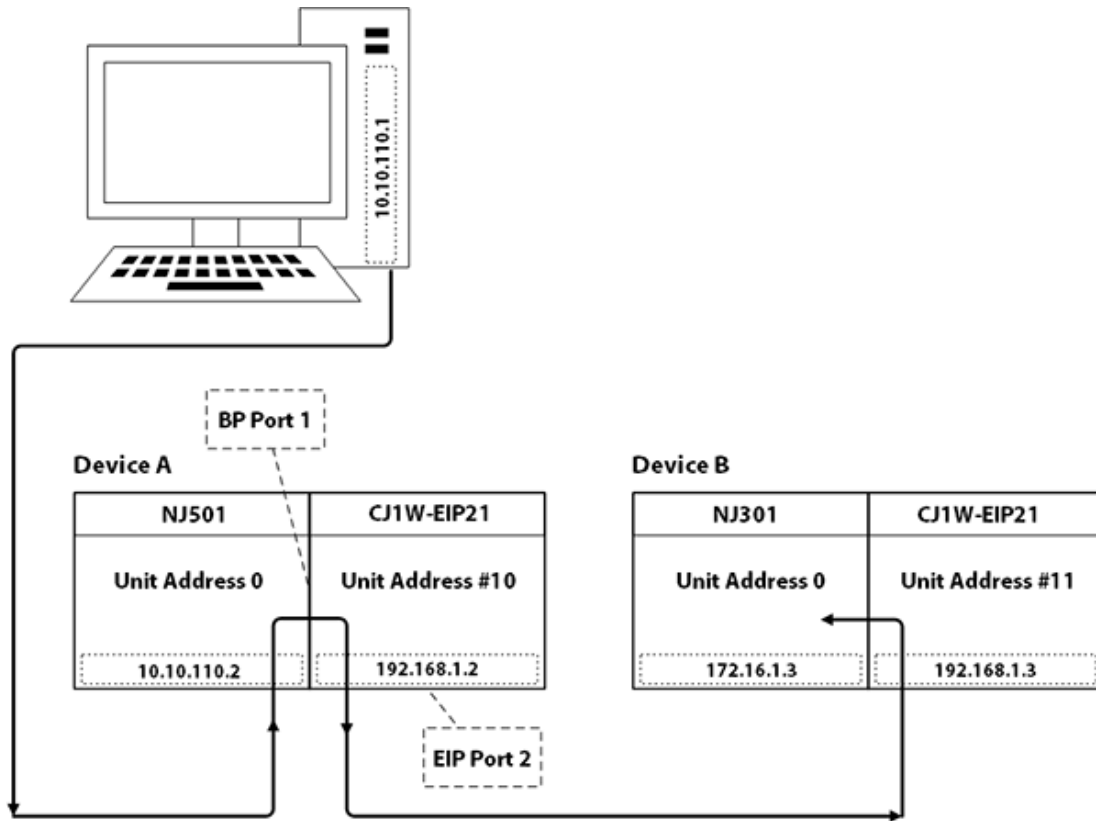 10.10.110.1
BP Port 1
Device A
Device B
NJ501
CJ1W-EIP21
NJ301
CJ1W-EIP21
Unit Address 0
Unit Address #10
Unit Address 0
Unit Address #11
10.10.110.2
192.168.1.2
172.16.1.3
192.168.1.3
EIP Port 2